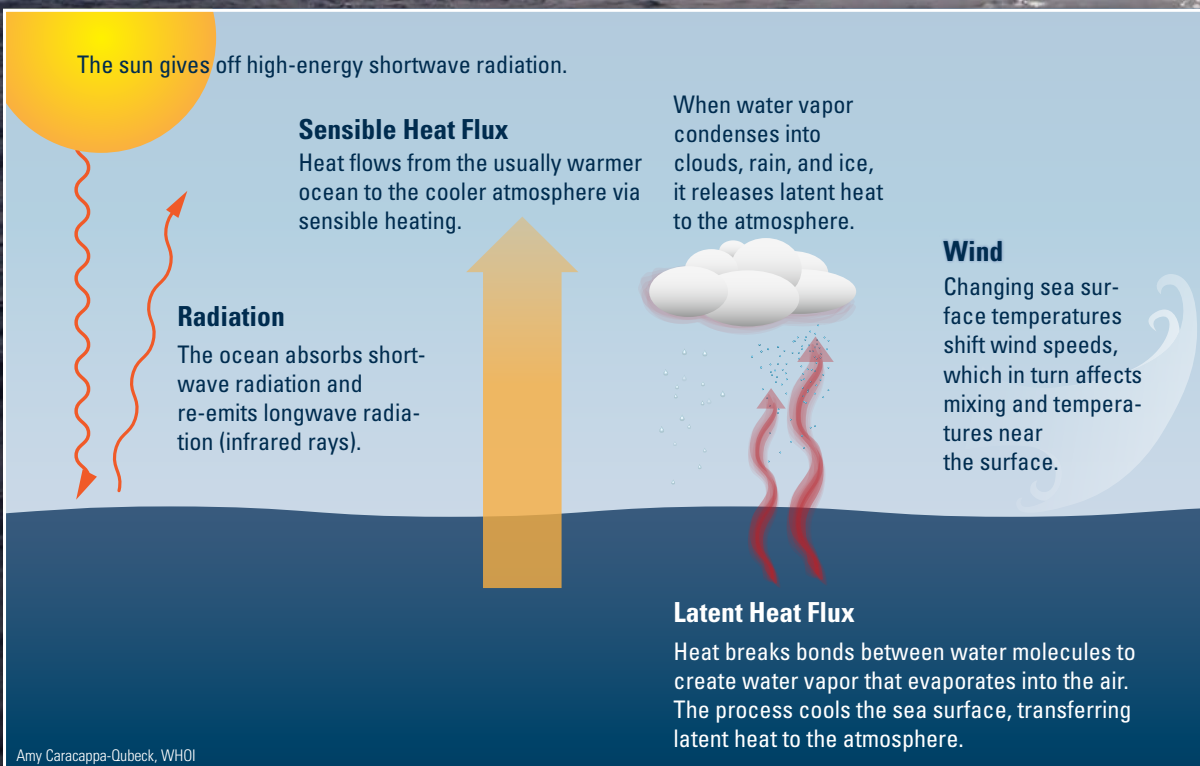 The sun gives off high-energy shortwave radiation.
Sensible Heat Flux
Heat flows from the usually warmer
ocean to the cooler atmosphere via
sensible heating.
When water vapor
condenses into
clouds, rain, and ice,
it releases latent heat
to the atmosphere.
Radiation
The ocean absorbs short-
wave radiation and
re-emits longwave radia-
tion (infrared rays).
Wind
Changing sea sur-
face temperatures
shift wind speeds,
which in turn affects
mixing and tempera-
tures near
the surface.
Latent Heat Flux
Heat breaks bonds between water molecules to
create water vapor that evaporates into the air.
The process cools the sea surface, transferring
latent heat to the atmosphere.
Amy Caracappa-Qubeck, WHOI